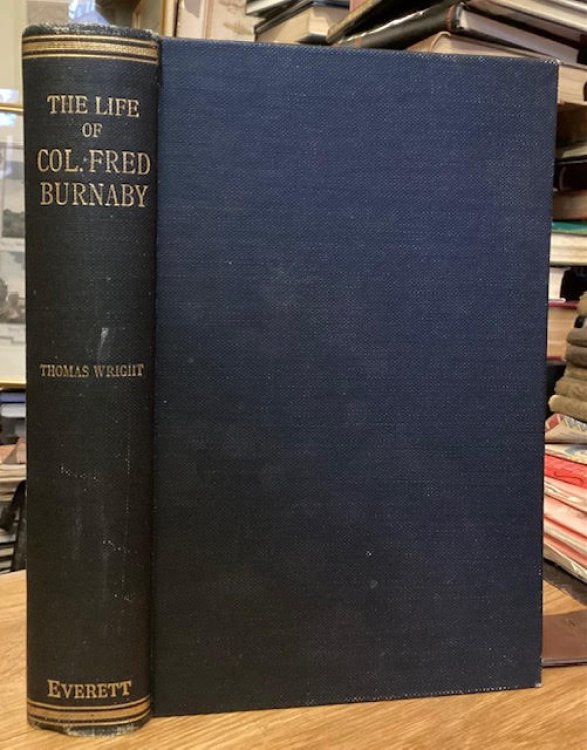 THE LIFE
OF
COL. FRED
BURNABY
THOMAS WRIGHT
EVERETT